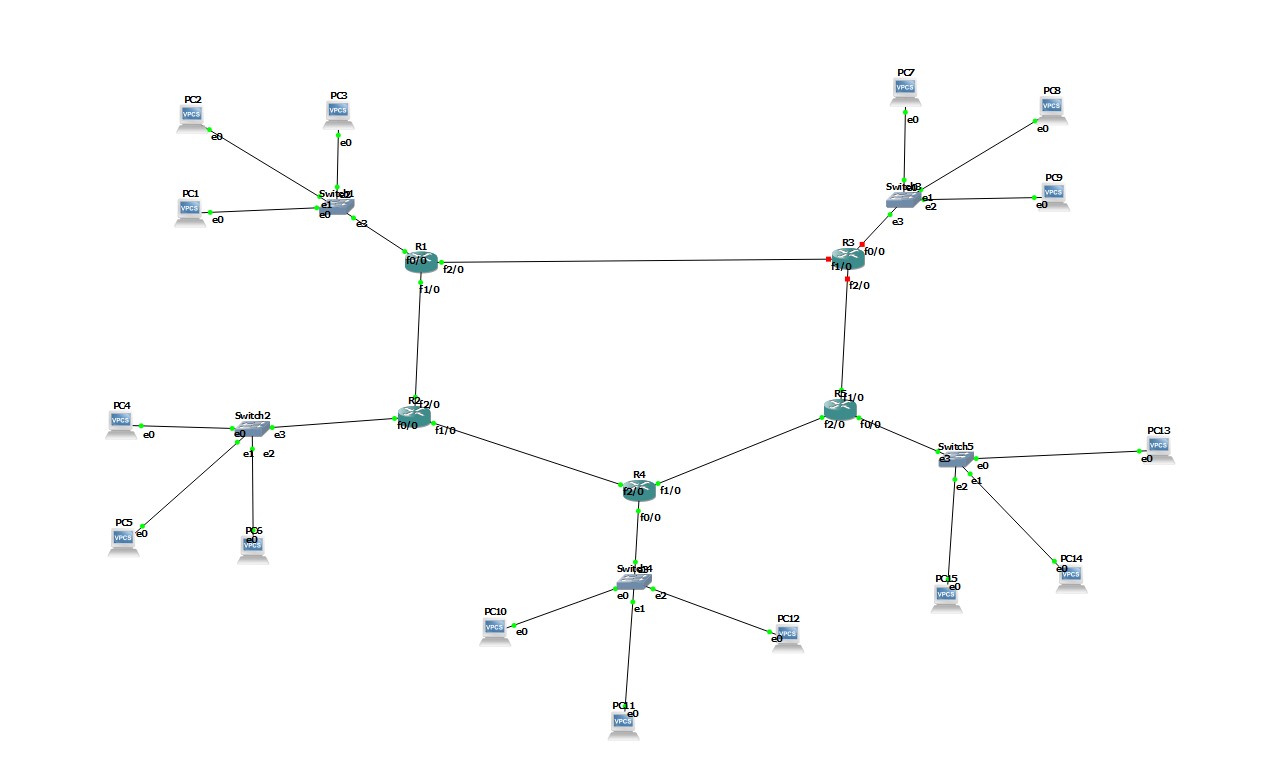 PC7
PC8
PC3
PC2
VPCS
VPCS
VPCS
VPCS
e0
e0
e0
e0
PC1
PC9
VPCS
VPCS
Switch1
Switch3
e1
e1
e0
e2
e0
e0
e3
e3
R1
R3
f0/0
f0/0
f2/0
f1/0
f1/0
f2/0
R5
f1/0
R2
f2/0
PC4
Switch2
VPCS
e0
e0
e3
f0/0
f1/0
f2/0
f0/0
PC13
VPCS
Switch5
e1
e2
e3
e0
e0
R4
f2/0
f1/0
e2
e1
f0/0
PC5
VPCS
e0
PC6
e0
VPCS
PC14
e0
VPCS
Switch4
PC15
e0
VPCS
e0
e2
e1
PC10
VPCS
e0
PC12
VPCS
e0
PC11
e0
VPCS